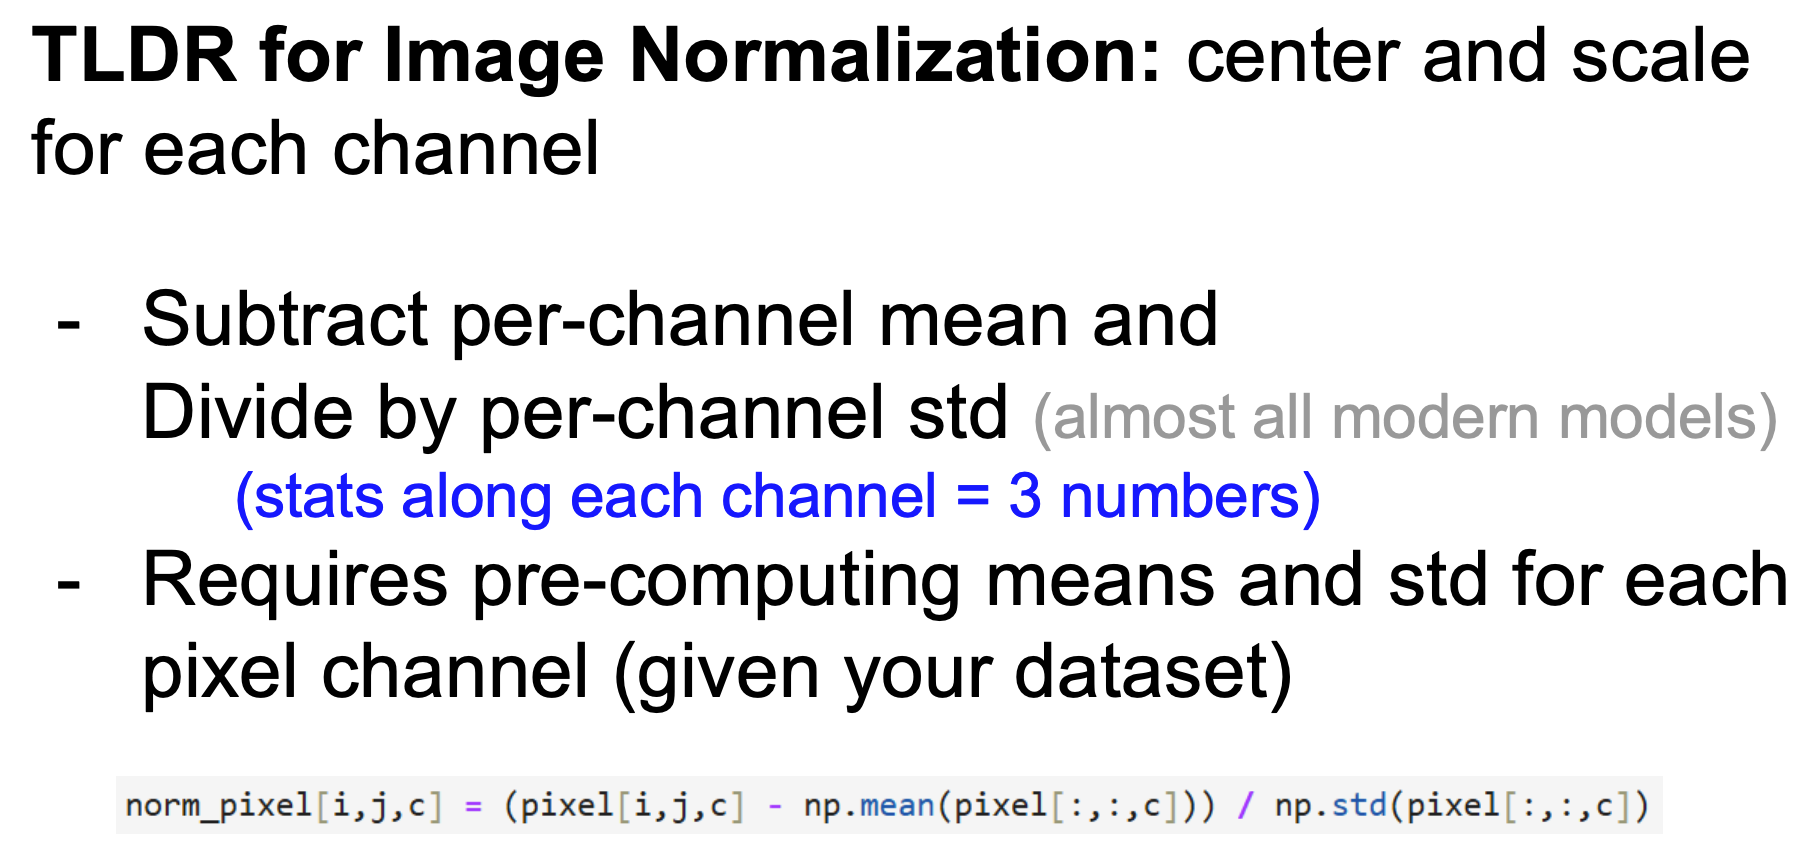 TLDR for Image Normalization: center and scale
for each channel
- Subtract per-channel mean and
Divide by per-channel std (almost all modern models)
(stats along each channel = 3 numbers)
- Requires pre-computing means and std for each
pixel channel (given your dataset)
norm_pixel[i,j,c] = (pixel[i,j,c] - np.mean(pixel[:,:,c])) / np.std(pixel[:,:,c])